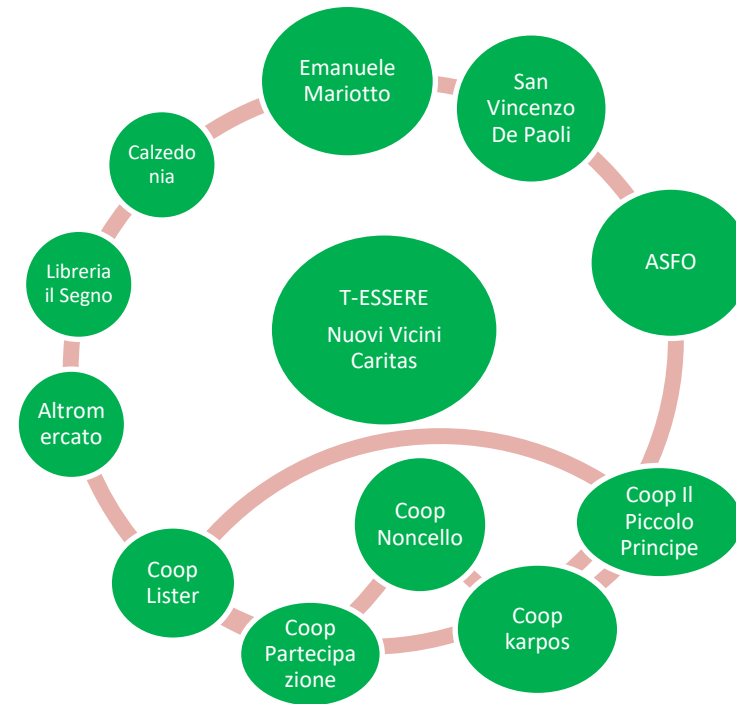 Emanuele
Mariotto
San
Vincenzo
De Paoli
ASFO
Coop Il
Piccolo
Principe
Coop
karpos
Coop
Noncello
Coop
Partecipa
zione
Coop
Lister
Altrom
ercato
Libreria
il Segno
Calzedo
nia
T-ESSERE
Nuovi Vicini
Caritas